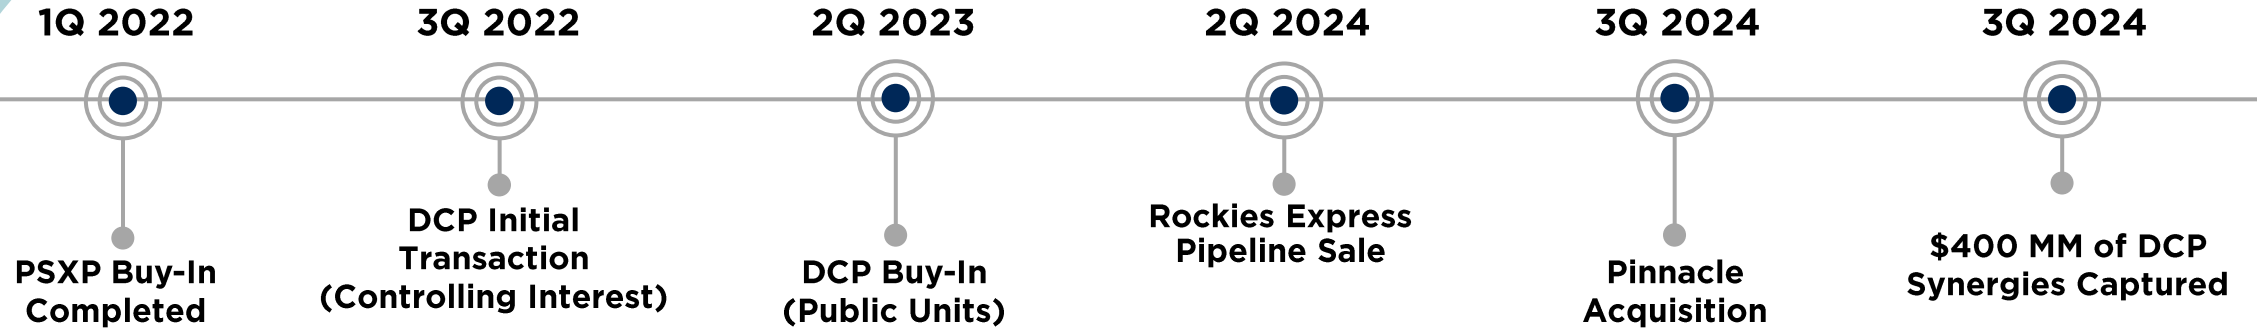 1Q 2022
PSXP Buy-In
Completed
3Q 2022
DCP Initial
Transaction
(Controlling Interest)
2Q 2023
DCP Buy-In
(Public Units)
2Q 2024
Rockies Express
Pipeline Sale
3Q 2024
Pinnacle
Acquisition
3Q 2024
$400 MM of DCP
Synergies Captured